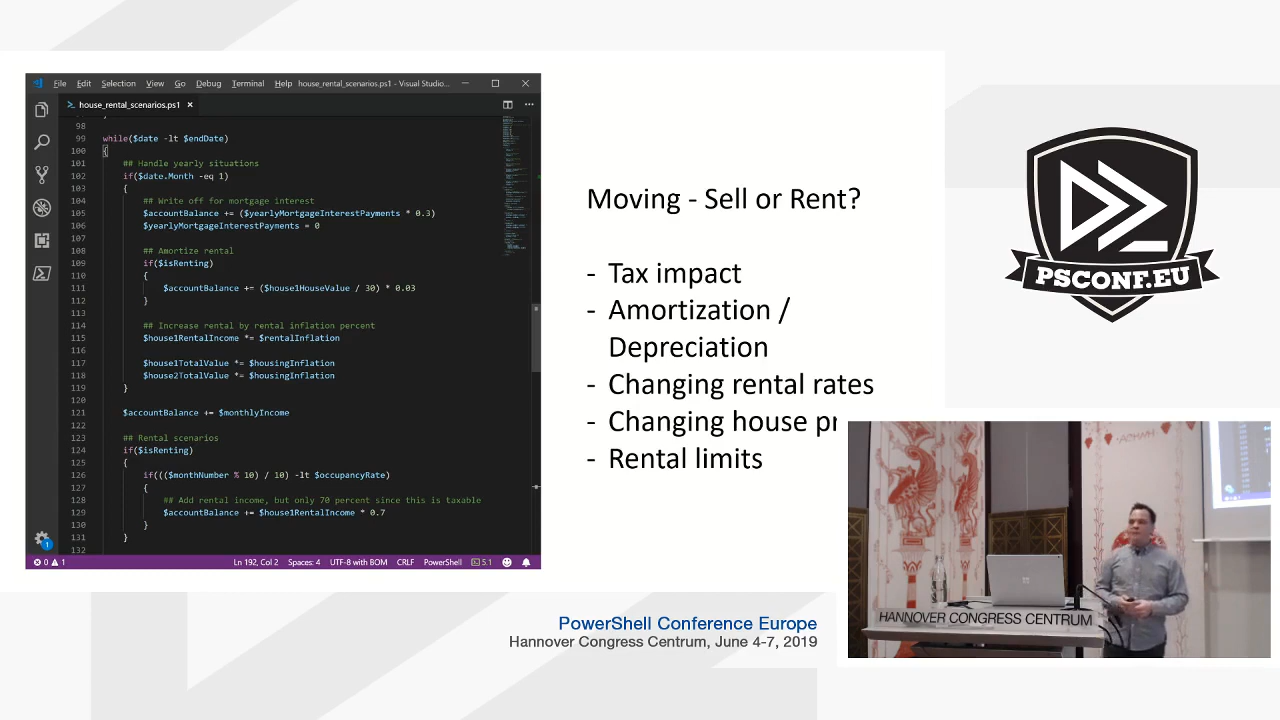 File Edit Selection View Go Debug Terminal Help house_rental_scenarios.ps1 - Visual Studio...
house_rental_scenarios.ps1
98
99 while($date -lt $endDate)
100 {
101 ## Handle yearly situations
102 if($date.Month -eq 1)
103 {
104 ## Write off for mortgage interest
105 $accountBalance += ($yearlyMortgageInterestPayments * 0.3)
106 $yearlyMortgageInterestPayments = 0
107
108 ## Amortize rental
109 if($isRenting)
110 {
111 $accountBalance += ($house1HouseValue / 30) * 0.03
112 }
113
114 ## Increase rental by rental inflation percent
115 $house1RentalIncome *= $rentalInflation
116
117 $house1TotalValue *= $housingInflation
118 $house2TotalValue *= $housingInflation
119 }
120
121 $accountBalance += $monthlyIncome
122
123 ## Rental scenarios
124 if($isRenting)
125 {
126 if((($monthNumber % 10) / 10) -lt $occupancyRate)
127 {
128 ## Add rental income, but only 70 percent since this is taxable
129 $accountBalance += $house1RentalIncome * 0.7
130 }
131 }
132
1
0 1 Ln 192, Col 2 Spaces: 4 UTF-8 with BOM CRLF PowerShell 5.1
Moving - Sell or Rent?
- Tax impact
- Amortization /
Depreciation
- Changing rental rates
- Changing house pr
- Rental limits
PSCONF.EU
HANNOVER CONGRESS CENTRUM
PowerShell Conference Europe
Hannover Congress Centrum, June 4-7, 2019